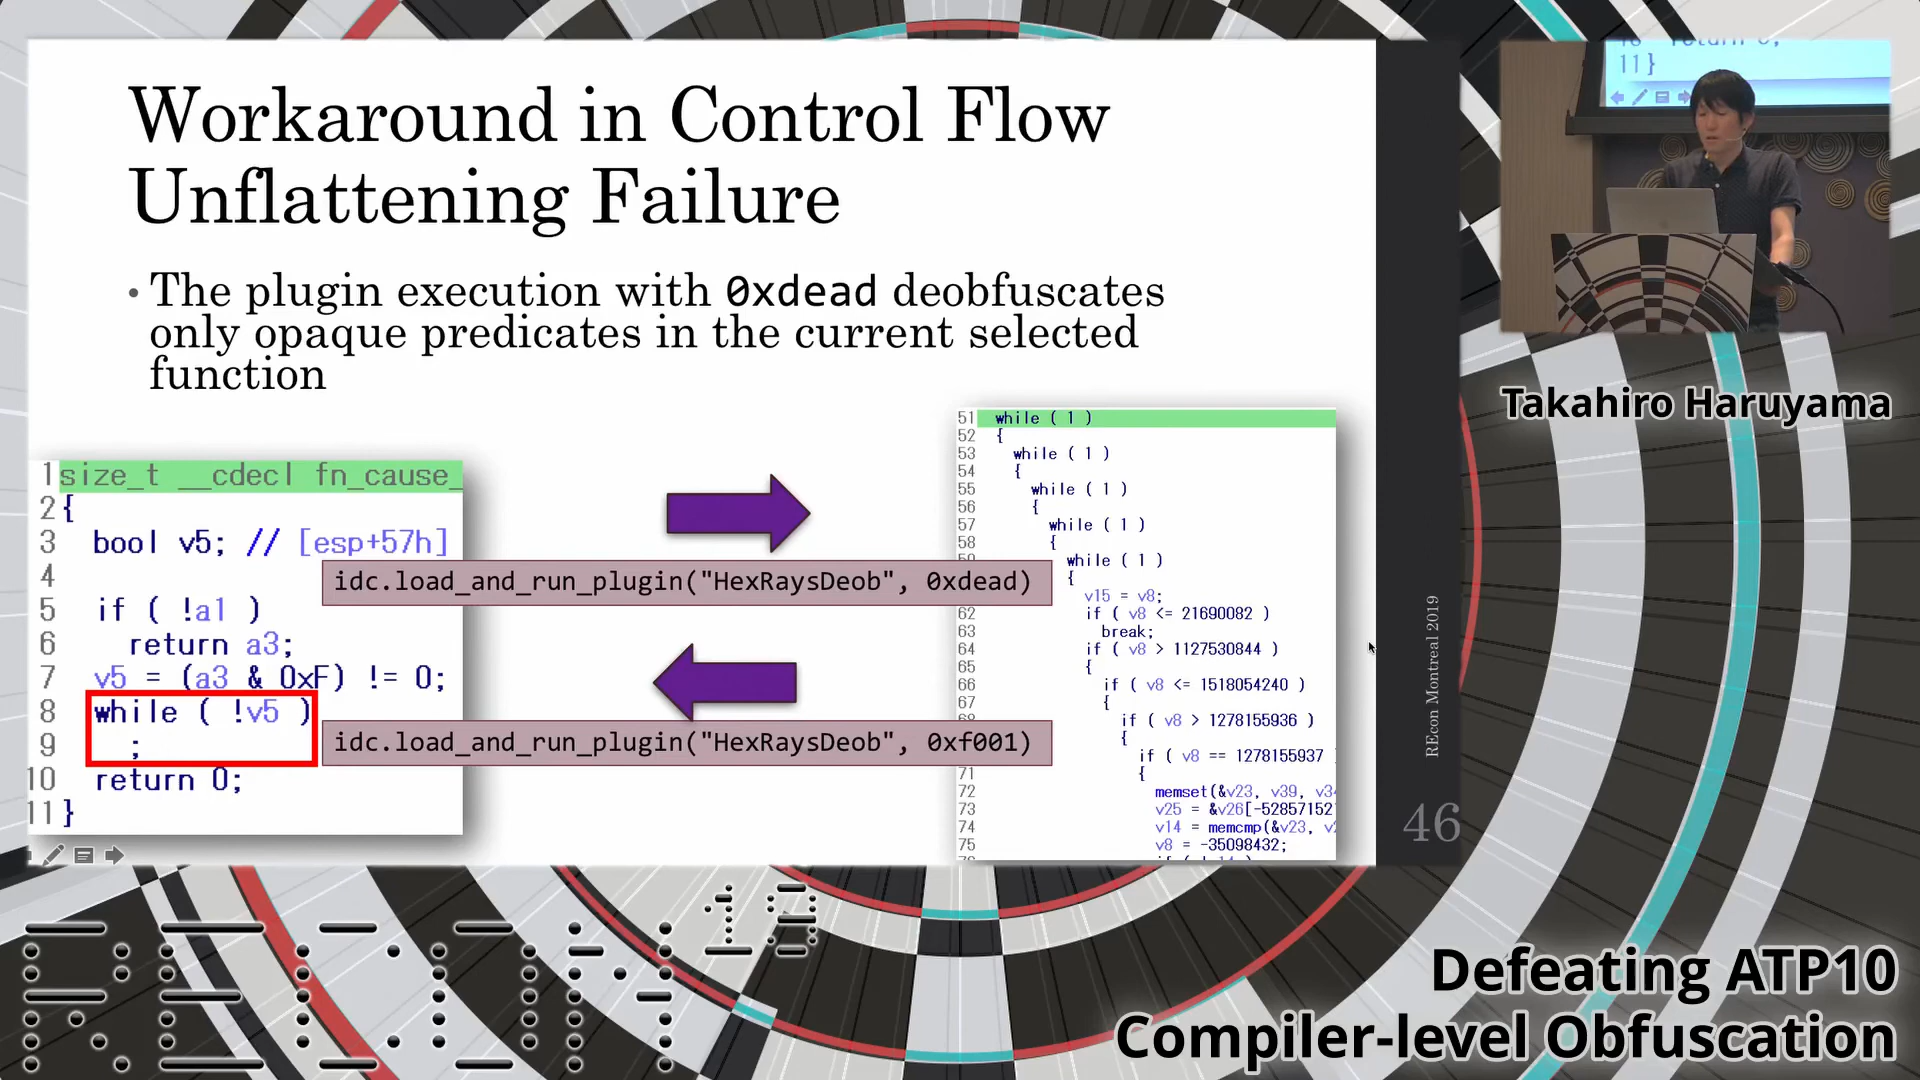 Workaround in Control Flow
Unflattening Failure
• The plugin execution with 0xdead deobfuscates
only opaque predicates in the current selected
function
1 size_t __cdecl fn_cause_
2 {
3 bool v5; // [esp+57h]
4
5 if ( !a1 )
6 return a3;
7 v5 = (a3 & 0xF) != 0;
8 while ( !v5 )
9 ;
10 return 0;
11 }
idc.load_and_run_plugin("HexRaysDeob", 0xdead)
idc.load_and_run_plugin("HexRaysDeob", 0xf001)
51 while ( 1 )
52 {
53 while ( 1 )
54 {
55 while ( 1 )
56 {
57 while ( 1 )
58 {
while ( 1 )
{
v15 = v8;
62 if ( v8 <= 21690082 )
63 break;
64 if ( v8 > 1127530844 )
65 {
66 if ( v8 <= 1518054240 )
67 {
if ( v8 > 1278155936 )
{
if ( v8 == 1278155937
71 {
72 memset(&v23, v39, v3
73 v25 = &v26[-52857152
74 v14 = memcmp(&v23, v
75 v8 = -35098432;
REcon Montreal 2019
46
11 }
Takahiro Haruyama
RECON 19
Defeating ATP10
Compiler-level Obfuscation